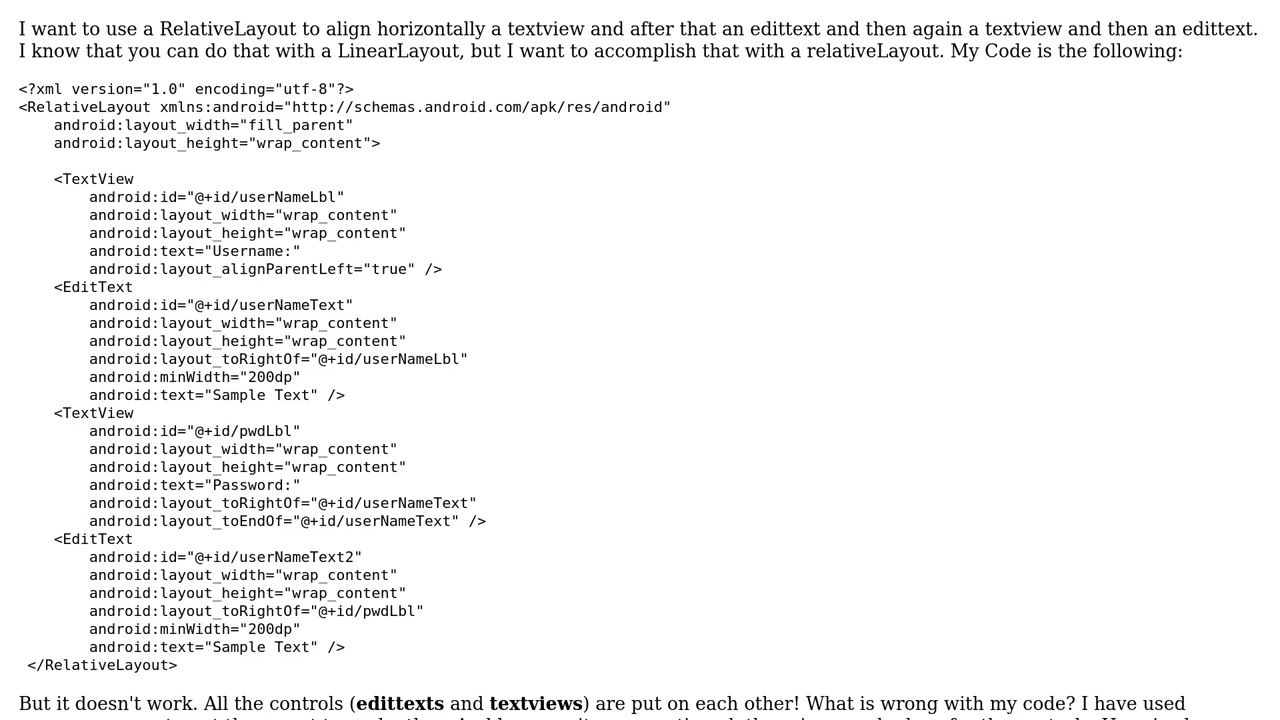 I want to use a RelativeLayout to align horizontally a textview and after that an edittext and then again a textview and then an edittext.
I know that you can do that with a LinearLayout, but I want to accomplish that with a relativeLayout. My Code is the following:
<?xml version="1.0" encoding="utf-8"?>
<RelativeLayout xmlns:android="http://schemas.android.com/apk/res/android"
    android:layout_width="fill_parent"
    android:layout_height="wrap_content">

    <TextView
        android:id="@+id/userNameLbl"
        android:layout_width="wrap_content"
        android:layout_height="wrap_content"
        android:text="Username:"
        android:layout_alignParentLeft="true" />
    <EditText
        android:id="@+id/userNameText"
        android:layout_width="wrap_content"
        android:layout_height="wrap_content"
        android:layout_toRightOf="@+id/userNameLbl"
        android:minWidth="200dp"
        android:text="Sample Text" />
    <TextView
        android:id="@+id/pwdLbl"
        android:layout_width="wrap_content"
        android:layout_height="wrap_content"
        android:text="Password:"
        android:layout_toRightOf="@+id/userNameText"
        android:layout_toEndOf="@+id/userNameText" />
    <EditText
        android:id="@+id/userNameText2"
        android:layout_width="wrap_content"
        android:layout_height="wrap_content"
        android:layout_toRightOf="@+id/pwdLbl"
        android:minWidth="200dp"
        android:text="Sample Text" />
 </RelativeLayout>
But it doesn't work. All the controls (edittexts and textviews) are put on each other! What is wrong with my code? I have used